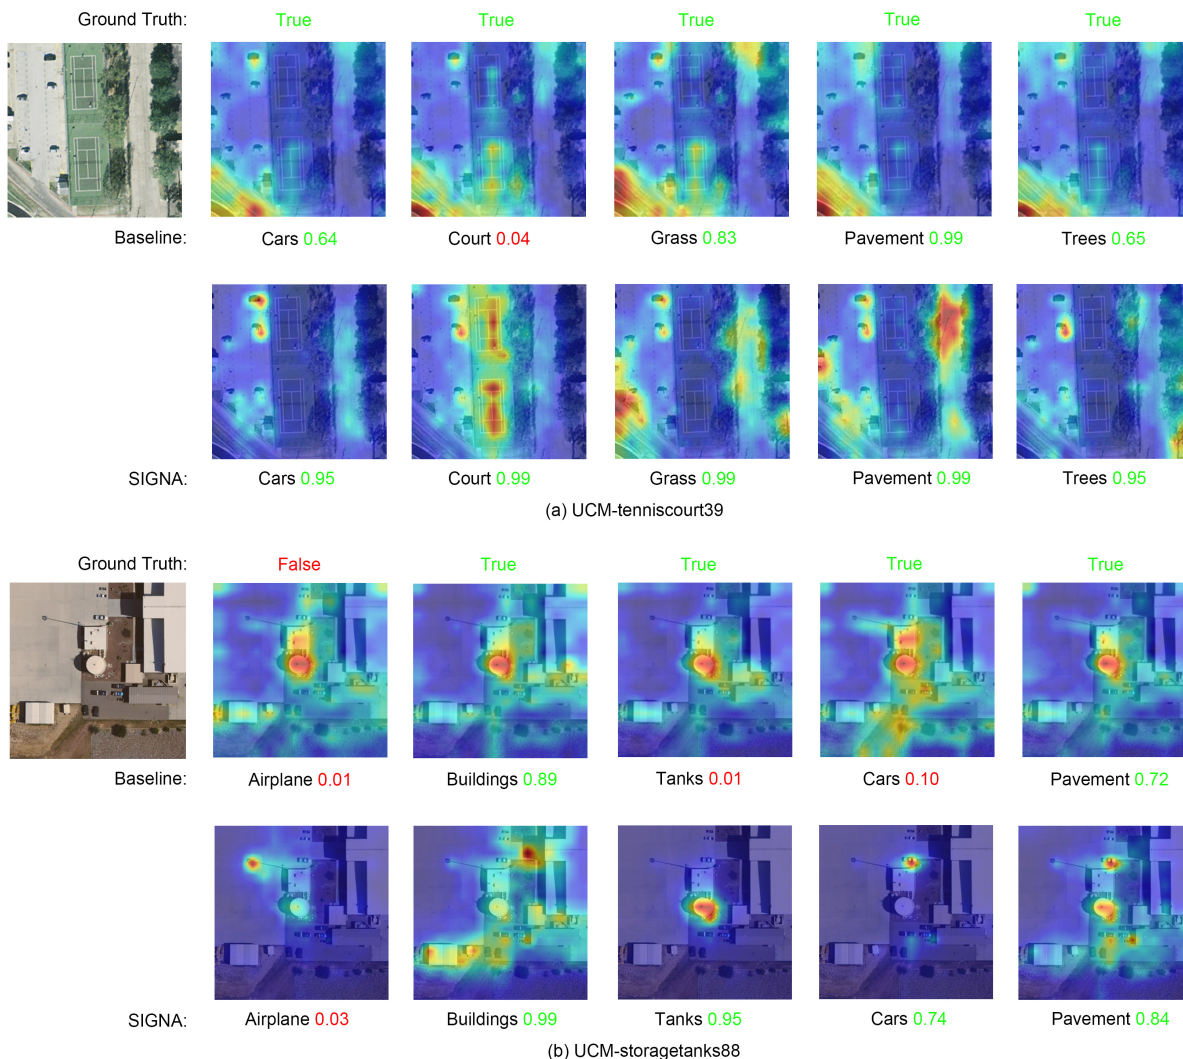 Ground Truth: True True True True True
Baseline: Cars 0.64 Court 0.04 Grass 0.83 Pavement 0.99 Trees 0.65
SIGNA: Cars 0.95 Court 0.99 Grass 0.99 Pavement 0.99 Trees 0.95
(a) UCM-tenniscourt39
Ground Truth: False True True True True
Baseline: Airplane 0.01 Buildings 0.89 Tanks 0.01 Cars 0.10 Pavement 0.72
SIGNA: Airplane 0.03 Buildings 0.99 Tanks 0.95 Cars 0.74 Pavement 0.84
(b) UCM-storagetanks88